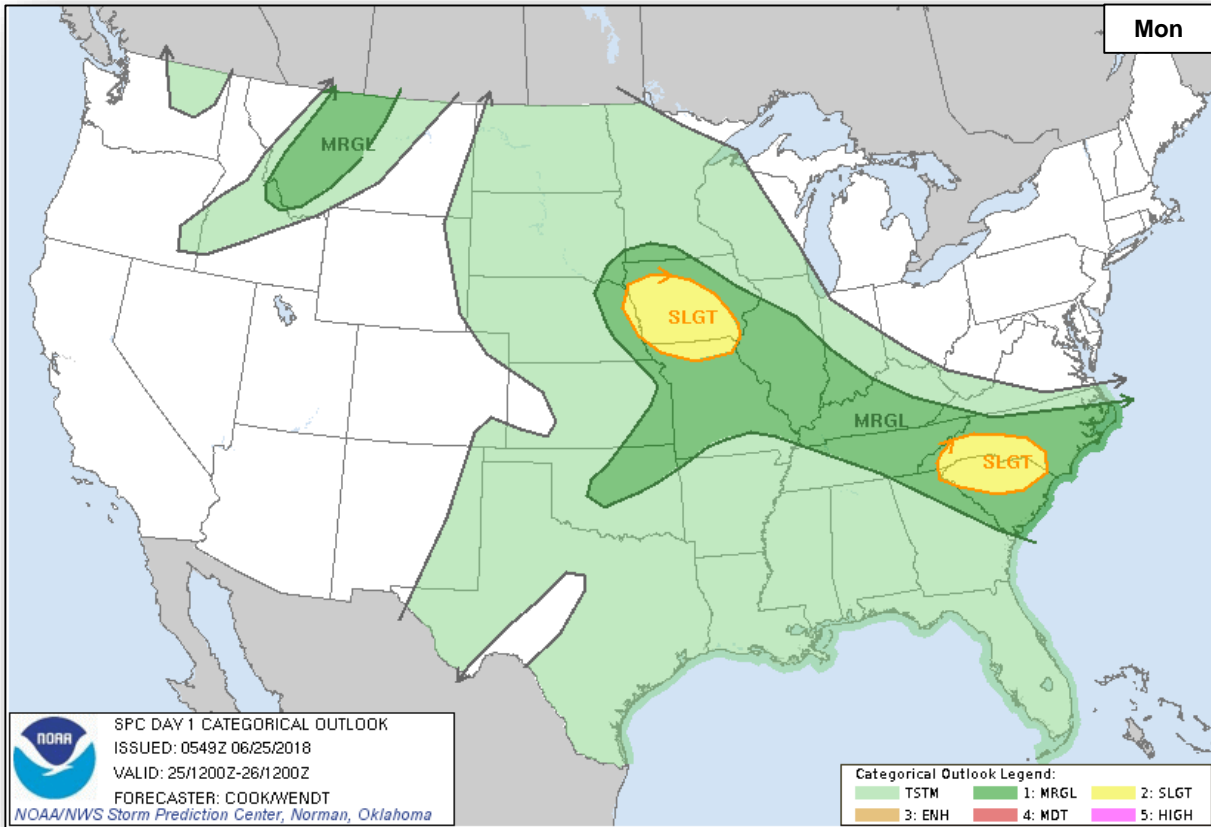 Mon
MRGL
SLGT
MRGL
SLGT
NOAA
SPC DAY 1 CATEGORICAL OUTLOOK
ISSUED: 0549Z 06/25/2018
VALID: 25/1200Z-26/1200Z
FORECASTER: COOK/WENDT
NOAA/NWS Storm Prediction Center, Norman, Oklahoma
Categorical Outlook Legend:
TSTM 1: MRGL 2: SLGT
3: ENH 4: MDT 5: HIGH